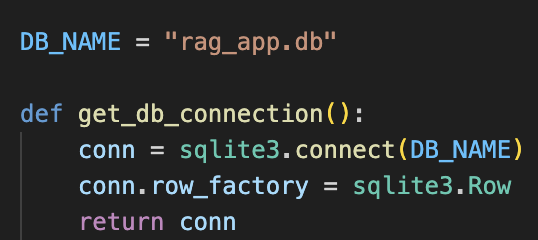 DB_NAME = "rag_app.db"
def get_db_connection():
    conn = sqlite3.connect(DB_NAME)
    conn.row_factory = sqlite3.Row
    return conn